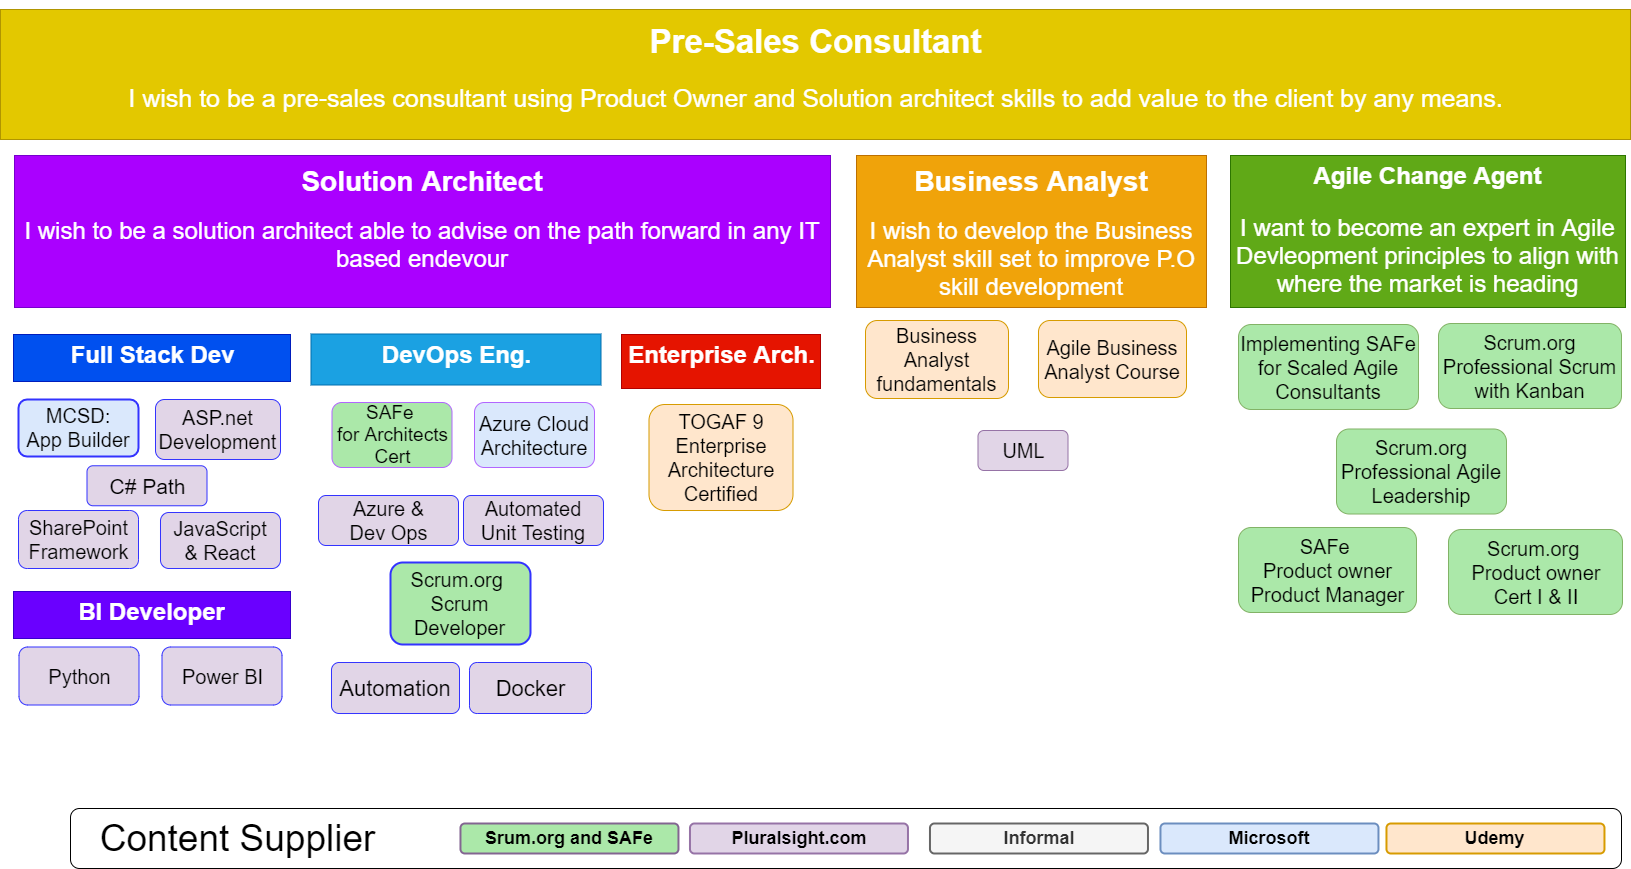 Pre-Sales Consultant
I wish to be a pre-sales consultant using Product Owner and Solution architect skills to add value to the client by any means.
Solution Architect
I wish to be a solution architect able to advise on the path forward in any IT
based endevour
Business Analyst
I wish to develop the Business
Analyst skill set to improve P.O
skill development
Agile Change Agent
I want to become an expert in Agile
Devleopment principles to align with
where the market is heading
Full Stack Dev
MCSD:
App Builder
ASP.net
Development
C# Path
SharePoint
Framework
JavaScript
& React
BI Developer
Python
Power BI
DevOps Eng.
SAFe
for Architects
Cert
Azure Cloud
Architecture
Azure &
Dev Ops
Automated
Unit Testing
Scrum.org
Scrum
Developer
Automation
Docker
Enterprise Arch.
TOGAF 9
Enterprise
Architecture
Certified
Business
Analyst
fundamentals
Agile Business
Analyst Course
UML
Implementing SAFe
for Scaled Agile
Consultants
Scrum.org
Professional Scrum
with Kanban
Scrum.org
Professional Agile
Leadership
SAFe
Product owner
Product Manager
Scrum.org
Product owner
Cert I & II
Content Supplier
Srum.org and SAFe
Pluralsight.com
Informal
Microsoft
Udemy